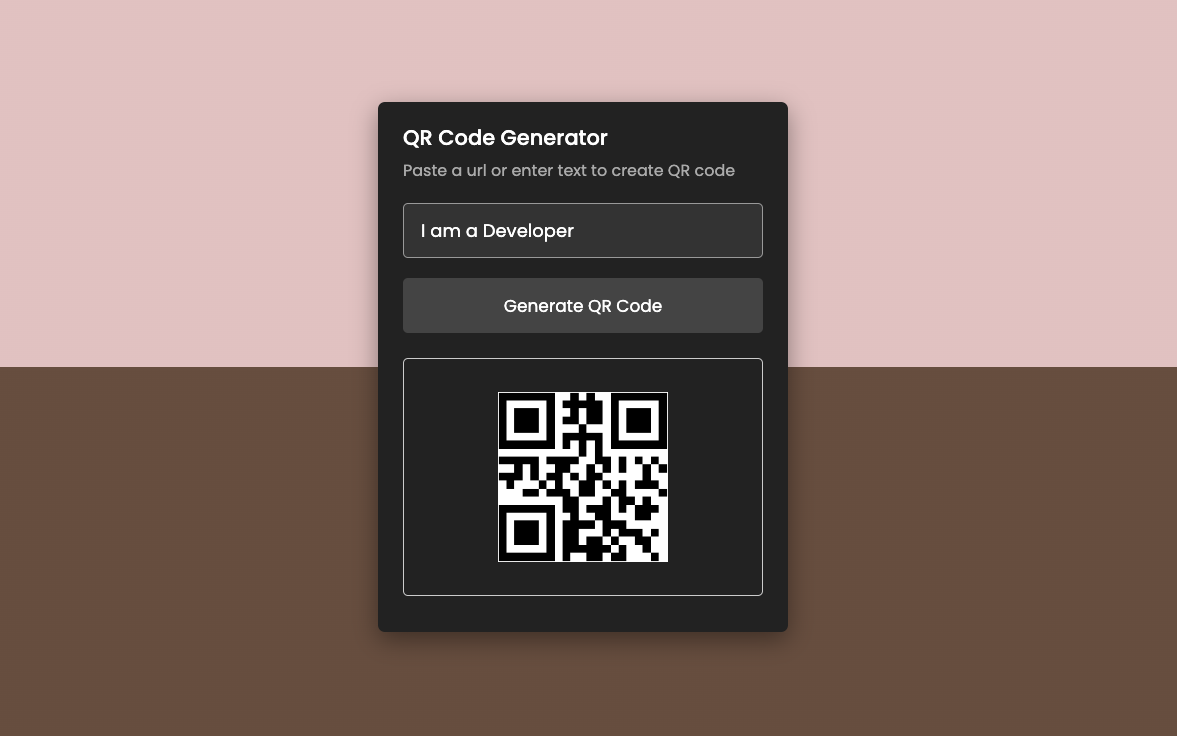 QR Code Generator
Paste a url or enter text to create QR code
I am a Developer
Generate QR Code